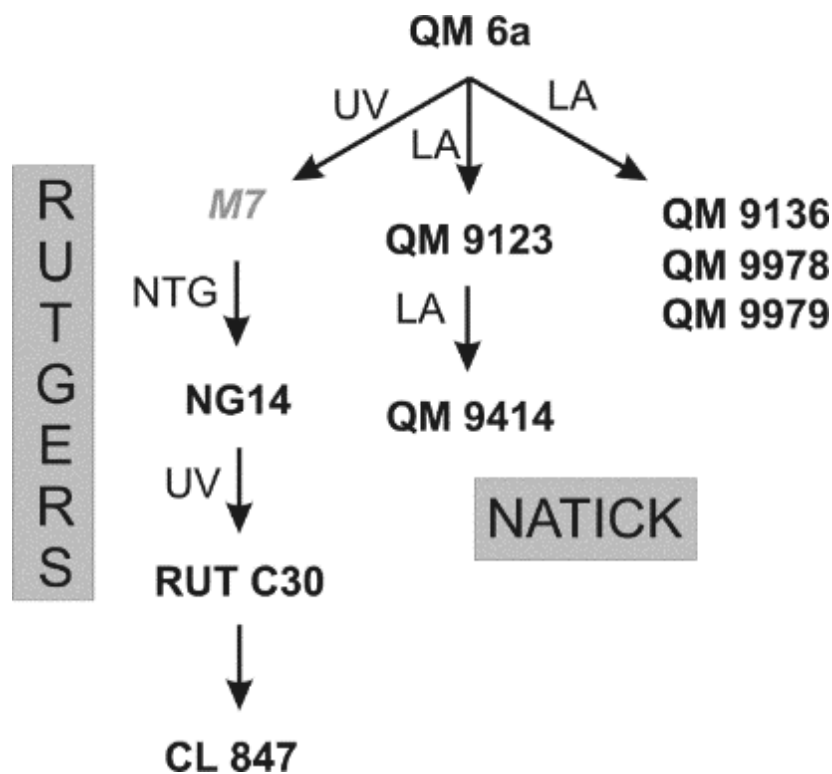 QM 6a
UV
LA
LA
RUTGERS
M7
QM 9123
QM 9136
QM 9978
QM 9979
NTG
LA
NG14
QM 9414
UV
NATICK
RUT C30
CL 847